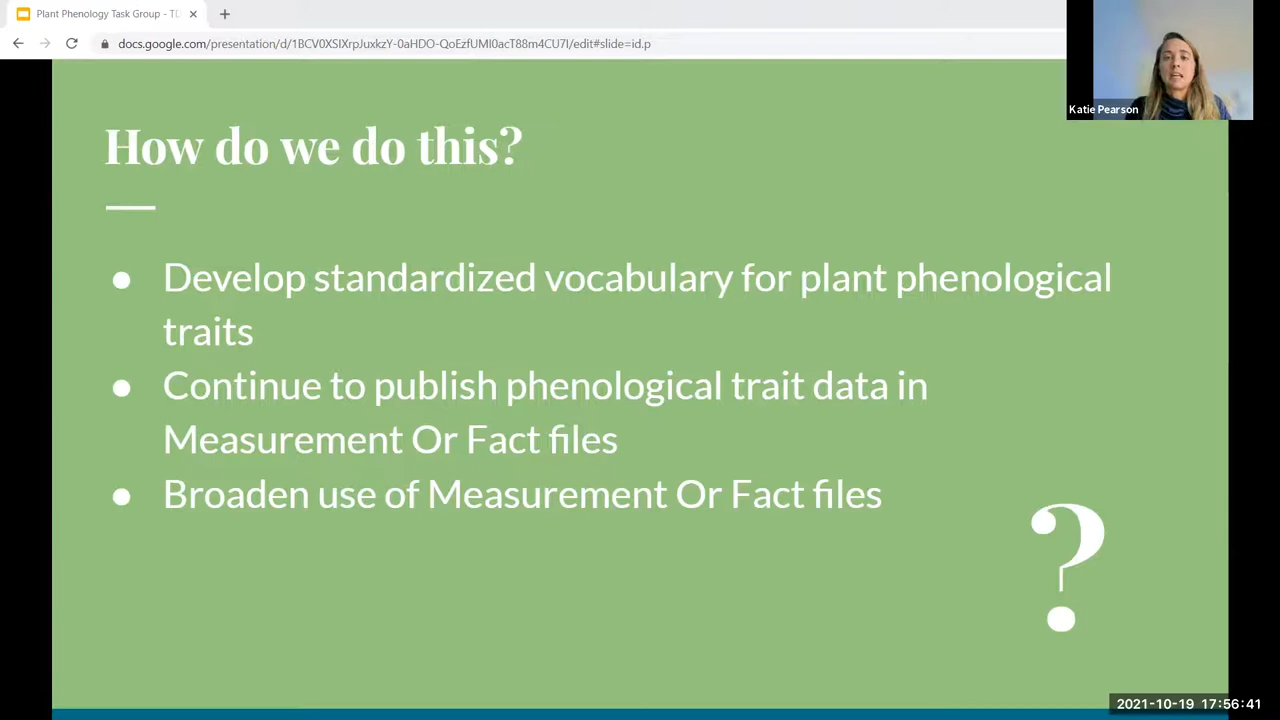 Plant Phenology Task Group - T
docs.google.com/presentation/d/1BCV0XSIXrpJuxkzY-0aHDO-QoEzfUMI0acT88m4CU7I/edit#slide=id.p
Katie Pearson
How do we do this?
● Develop standardized vocabulary for plant phenological
traits
● Continue to publish phenological trait data in
Measurement Or Fact files
● Broaden use of Measurement Or Fact files
?
2021-10-19 17:56:41